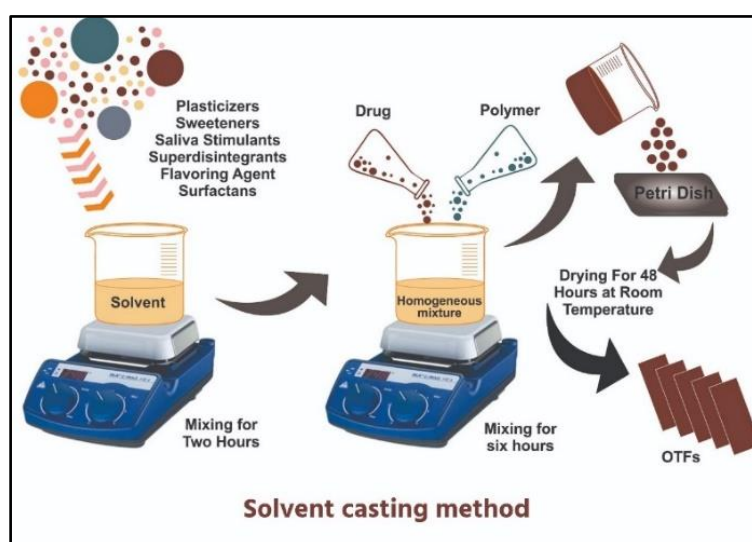 Plasticizers
Sweeteners
Saliva Stimulants
Superdisintegrants
Flavoring Agent
Surfactans
Solvent
Mixing for
Two Hours
Drug
Polymer
Homogeneous
mixture
Mixing for
six hours
Petri Dish
Drying For 48
Hours at Room
Temperature
OTFs
Solvent casting method